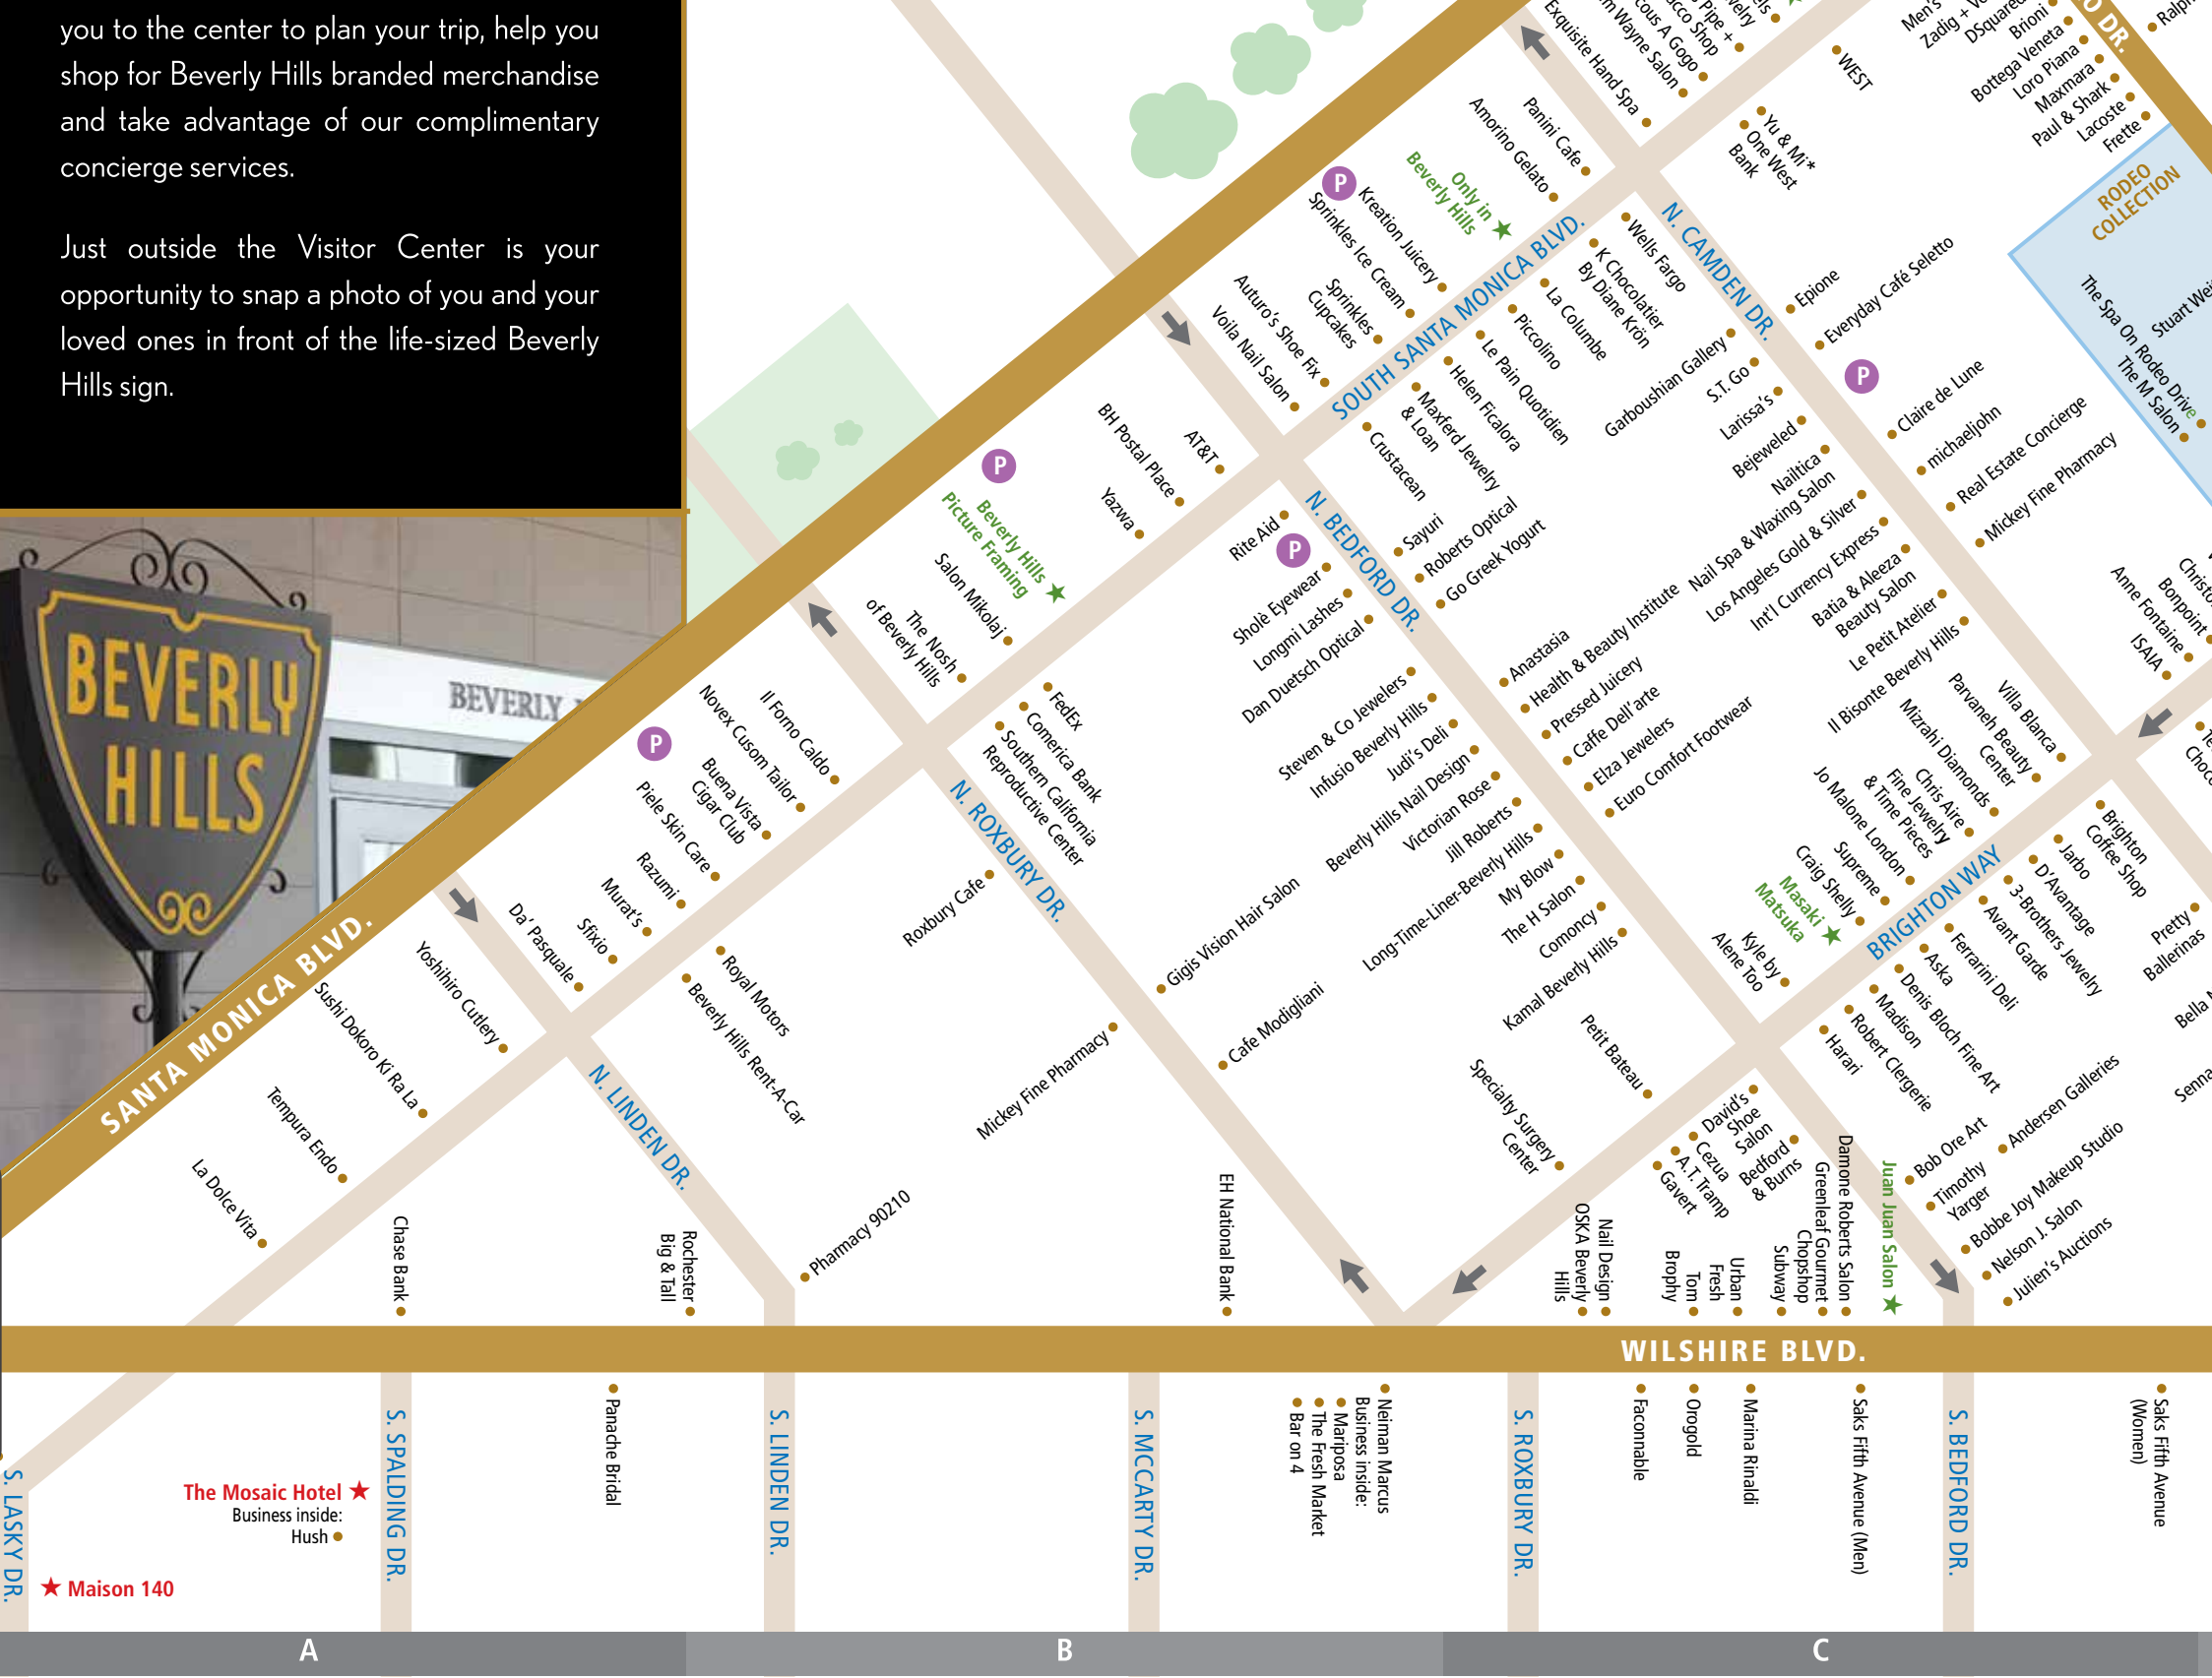 you to the center to plan your trip, help you
shop for Beverly Hills branded merchandise
and take advantage of our complimentary
concierge services.
Just outside the Visitor Center is your
opportunity to snap a photo of you and your
loved ones in front of the life-sized Beverly
Hills sign.
BEVERLY
HILLS
BEVERLY
SANTA MONICA BLVD.
Exquisite Hand Spa
Wayne Salon
A Gogo
Shop
Pipe +
WEST
Men's
Zadig +
DSquared
Brioni
Bottega Veneta
Loro Piana
Maxmara
Paul & Shark
Lacoste
Frette
DR.
RODEO
COLLECTION
The Spa On Rodeo Drive
The M Salon
Stuart
Yu & Mi*
One West
Bank
Panini Cafe
Amorino Gelato
Only in
Beverly Hills
P
Kreation Juicery
Sprinkles Ice Cream
Sprinkles
Cupcakes
Auturo's Shoe Fix
Voila Nail Salon
SOUTH SANTA MONICA BLVD.
N. CAMDEN DR.
Wells Fargo
K Chocolatier
By Diane Krön
La Columbe
Piccolino
Le Pain Quotidien
Helen Ficalora
Maxferd Jewelry
& Loan
Crustacean
Epione
Everyday Café Seletto
P
Claire de Lune
michaeljohn
Real Estate Concierge
Mickey Fine Pharmacy
Garboushian Gallery
S.T. Go
Larissa's
Bejeweled
Nailtica
Nail Spa & Waxing Salon
Los Angeles Gold & Silver
Int'l Currency Express
Batia & Aleeza
Beauty Salon
Le Petit Atelier
Il Bisonte Beverly Hills
Bonpoint
Anne Fontaine
ISAIA
AT&T
BH Postal Place
Yazwa
P
Beverly Hills
Picture Framing
Salon Mikolaj
The Nosh
of Beverly Hills
N. BEDFORD DR.
Rite Aid
P
Sholè Eyewear
Longmi Lashes
Dan Duetsch Optical
Sayuri
Roberts Optical
Go Greek Yogurt
Steven & Co Jewelers
Infusio Beverly Hills
Judi's Deli
Beverly Hills Nail Design
Victorian Rose
Jill Roberts
Long-Time-Liner-Beverly Hills
My Blow
The H Salon
Comoncy
Kamal Beverly Hills
Anastasia
Health & Beauty Institute
Pressed Juicery
Caffe Dell'arte
Elza Jewelers
Euro Comfort Footwear
Villa Blanca
Parvaneh Beauty
Center
Mizrahi Diamonds
Chris Aire
Fine Jewelry
& Time Pieces
Jo Malone London
Supreme
Craig Shelly
Masaki
Matsuka
Kyle by
Alene Too
BRIGHTON WAY
Brighton
Coffee Shop
Jarbo
D'Avantage
3-Brothers Jewelry
Avant Garde
Ferrarini Deli
Aska
Denis Bloch Fine Art
Madison
Robert Clergerie
Harari
Pretty
Ballerinas
Bella
Senna
P
Il Forno Caldo
Novex Cusom Tailor
Buena Vista
Cigar Club
Piele Skin Care
Razumi
Murat's
Sfixio
Da' Pasquale
FedEx
Comerica Bank
Southern California
Reproductive Center
N. ROXBURY DR.
Roxbury Cafe
Gigis Vision Hair Salon
Cafe Modigliani
Mickey Fine Pharmacy
Royal Motors
Beverly Hills Rent-A-Car
N. LINDEN DR.
Yoshihiro Cutlery
Sushi Dokoro Ki Ra La
Tempura Endo
La Dolce Vita
Chase Bank
Rochester
Big & Tall
Pharmacy 90210
EH National Bank
Petit Bateau
Specialty Surgery
Center
David's
Shoe
Salon
Cezua
A.T. Tramp
Gavert
Bedford
& Burns
Nail Design
OSKA Beverly
Hills
Tom
Brophy
Urban
Fresh
Subway
Greenleaf Gourmet
Chopshop
Damone Roberts Salon
Juan Juan Salon
Bob Ore Art
Andersen Galleries
Timothy
Yarger
Bobbe Joy Makeup Studio
Nelson J. Salon
Julien's Auctions
WILSHIRE BLVD.
S. LASKY DR.
The Mosaic Hotel
Business inside:
Hush
Maison 140
S. SPALDING DR.
Panache Bridal
S. LINDEN DR.
S. MCCARTY DR.
Neiman Marcus
Business inside:
Mariposa
The Fresh Market
Bar on 4
S. ROXBURY DR.
Faconnable
Orogold
Marina Rinaldi
Saks Fifth Avenue (Men)
S. BEDFORD DR.
Saks Fifth Avenue
(Women)
A
B
C